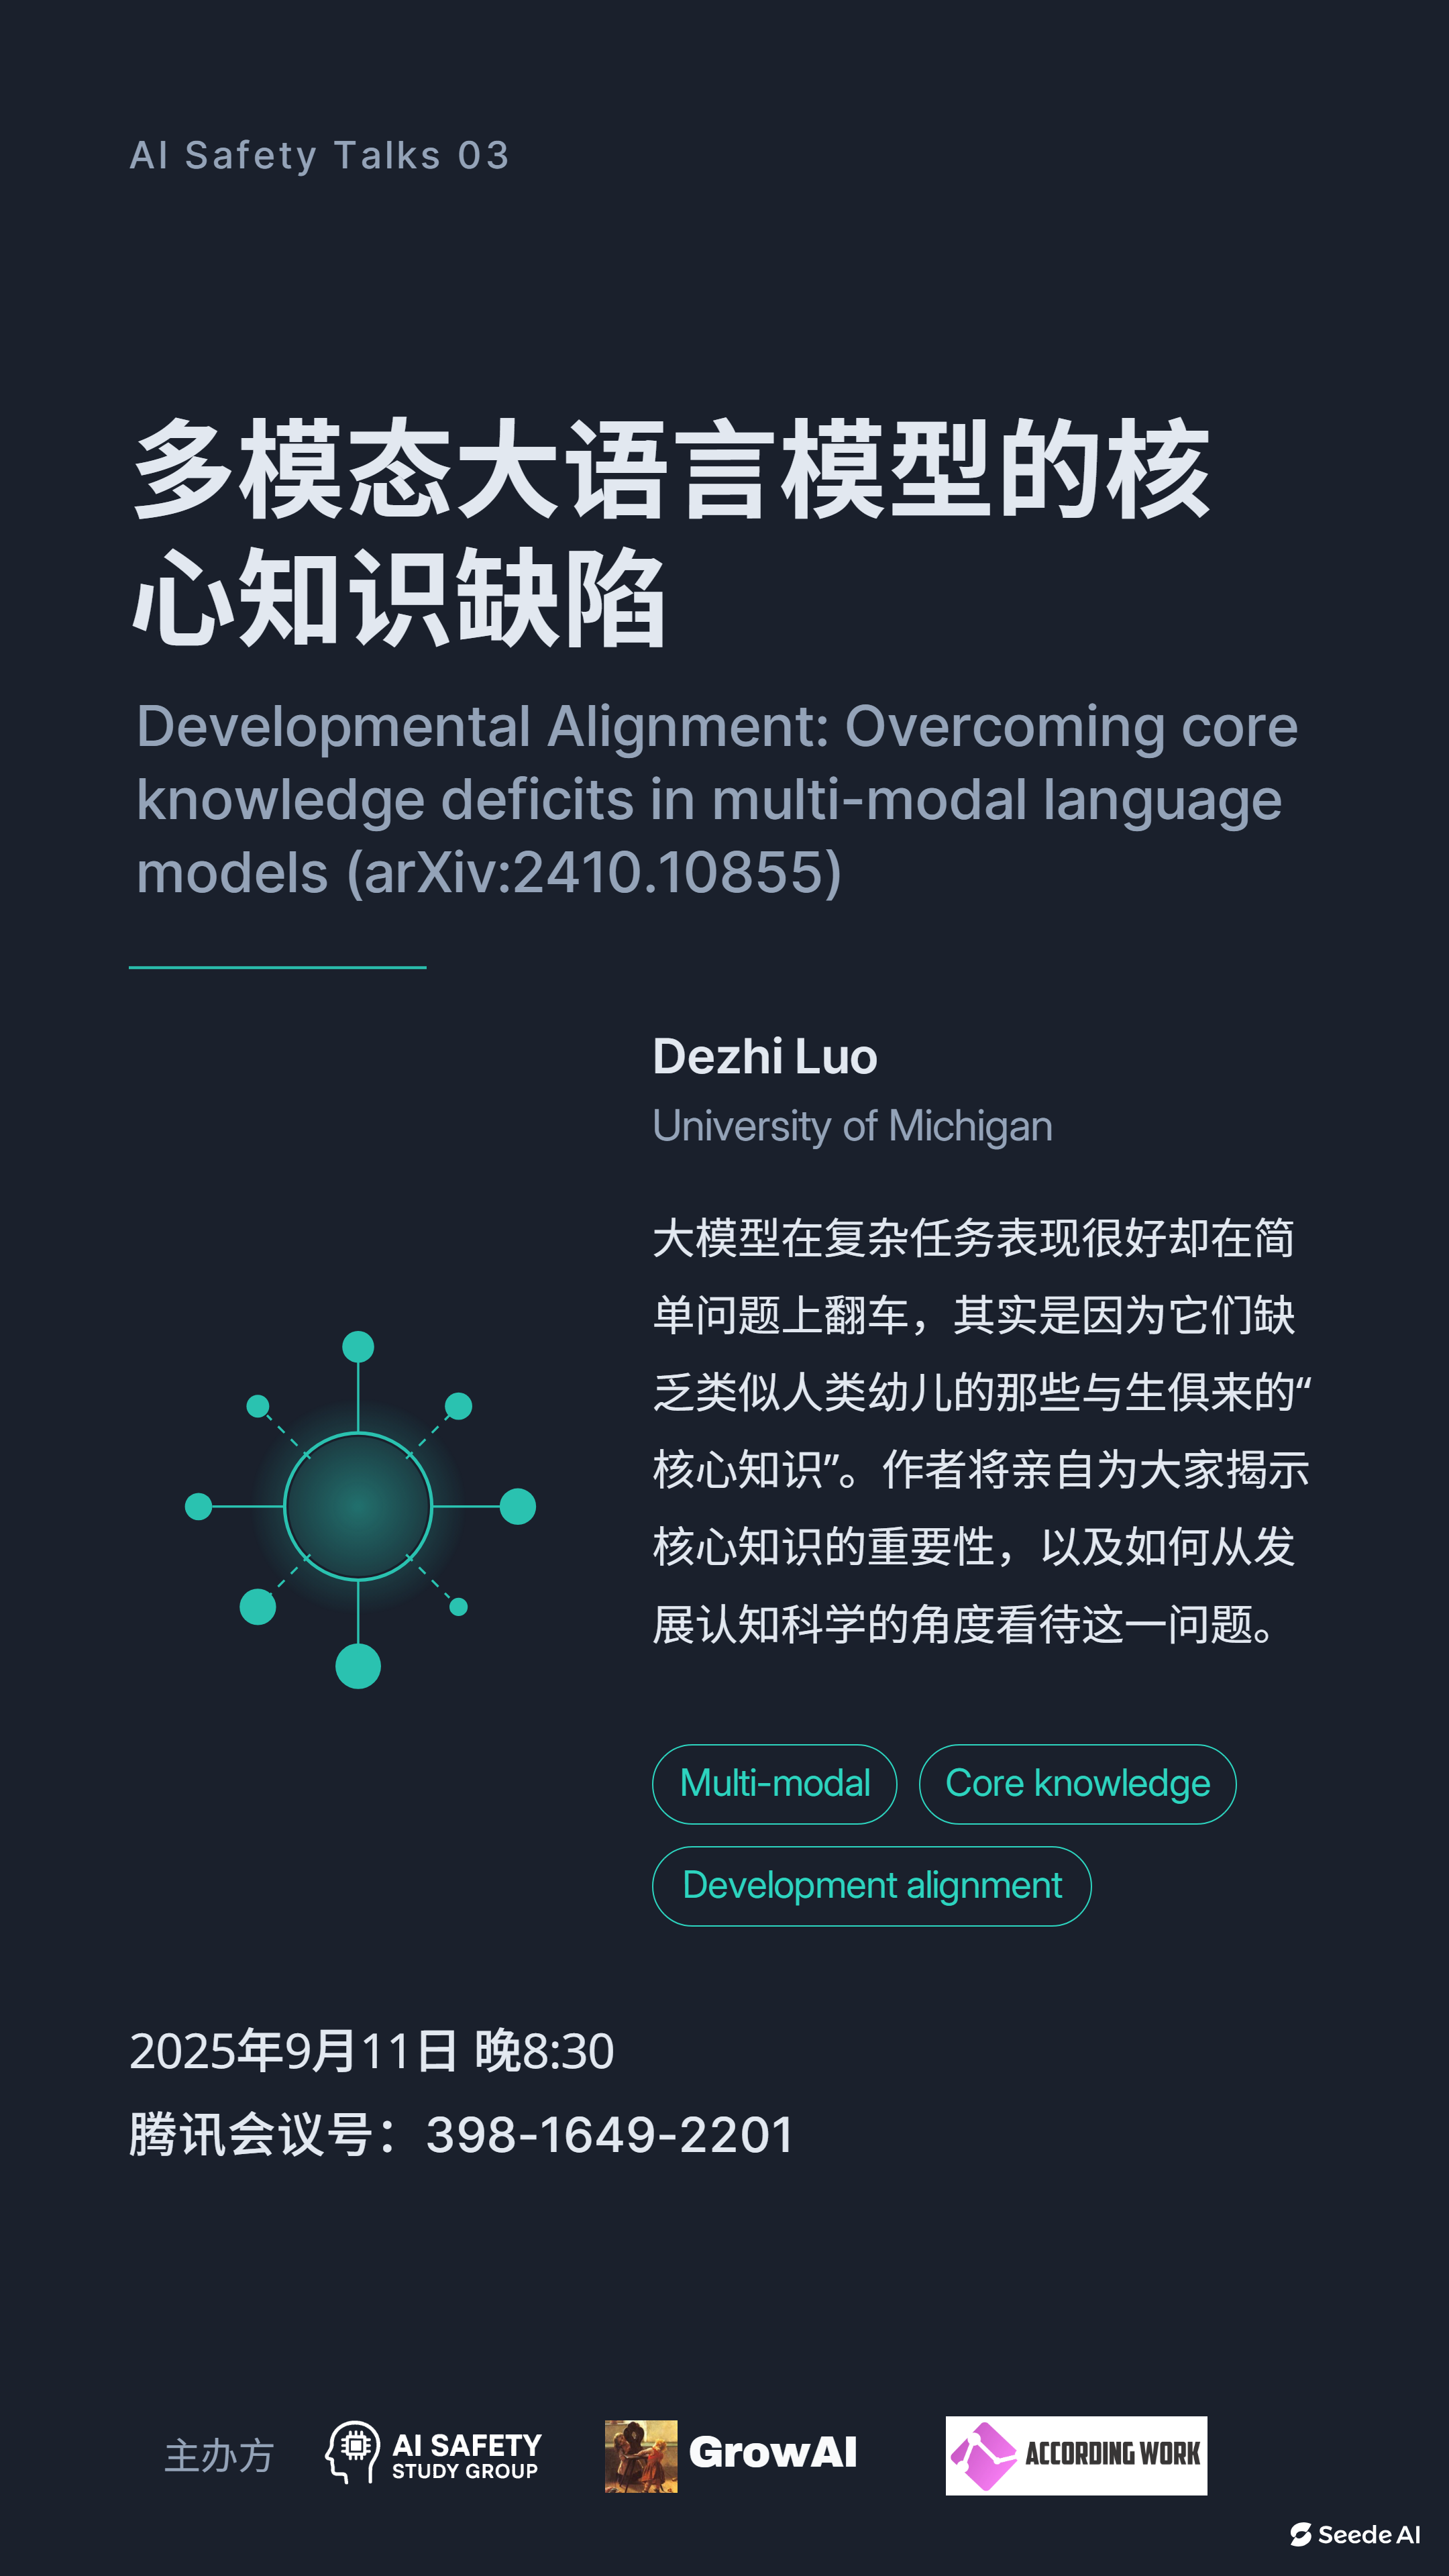 AI Safety Talks 03
多模态大语言模型的核
心知识缺陷
Developmental Alignment: Overcoming core
knowledge deficits in multi-modal language
models (arXiv:2410.10855)
Dezhi Luo
University of Michigan
大模型在复杂任务表现很好却在简
单问题上翻车，其实是因为它们缺
乏类似人类幼儿的那些与生俱来的“
核心知识”。作者将亲自为大家揭示
核心知识的重要性，以及如何从发
展认知科学的角度看待这一问题。
Multi-modal
Core knowledge
Development alignment
2025年9月11日 晚8:30
腾讯会议号：398-1649-2201
主办方
AI SAFETY
STUDY GROUP
GrowAI
ACCORDING WORK
Seede AI